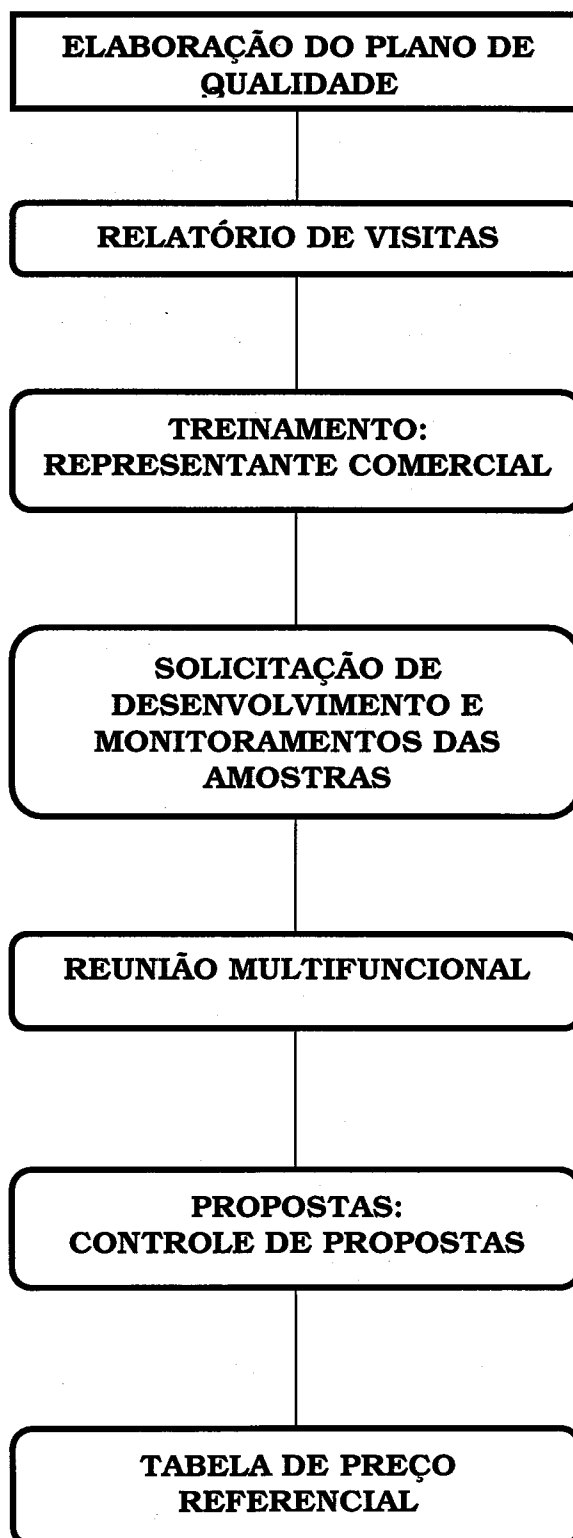 ELABORAÇÃO DO PLANO DE
QUALIDADE
RELATÓRIO DE VISITAS
TREINAMENTO:
REPRESENTANTE COMERCIAL
SOLICITAÇÃO DE
DESENVOLVIMENTO E
MONITORAMENTOS DAS
AMOSTRAS
REUNIÃO MULTIFUNCIONAL
PROPOSTAS:
CONTROLE DE PROPOSTAS
TABELA DE PREÇO
REFERENCIAL